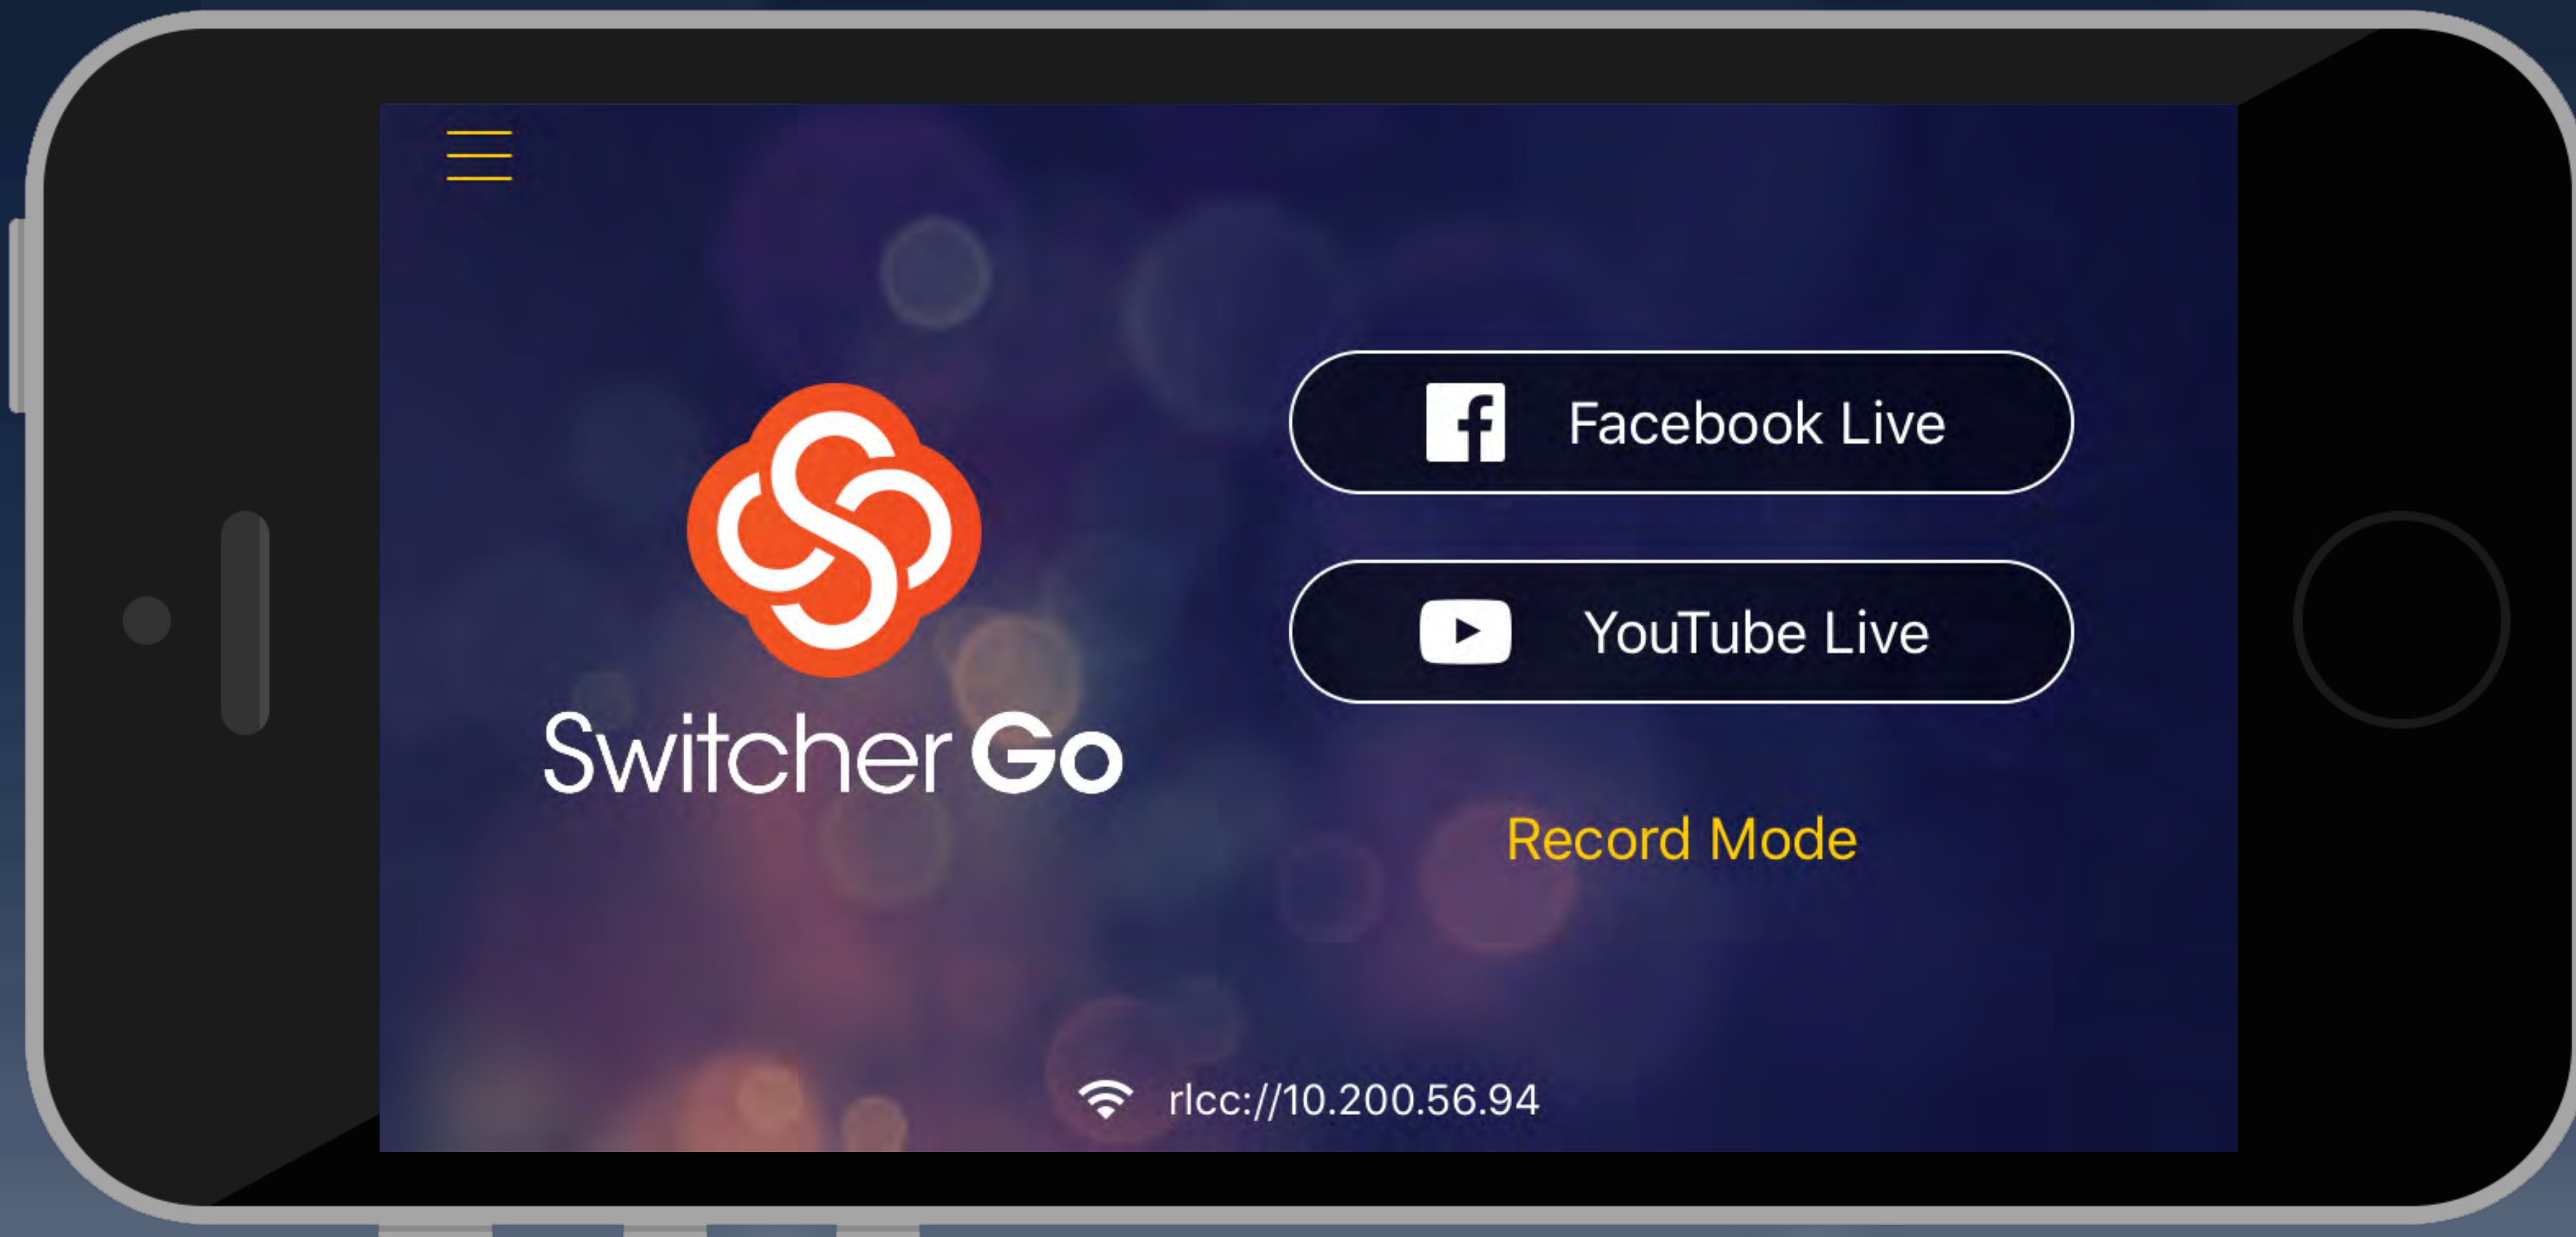 Facebook Live
YouTube Live
Switcher Go
Record Mode
rlcc://10.200.56.94